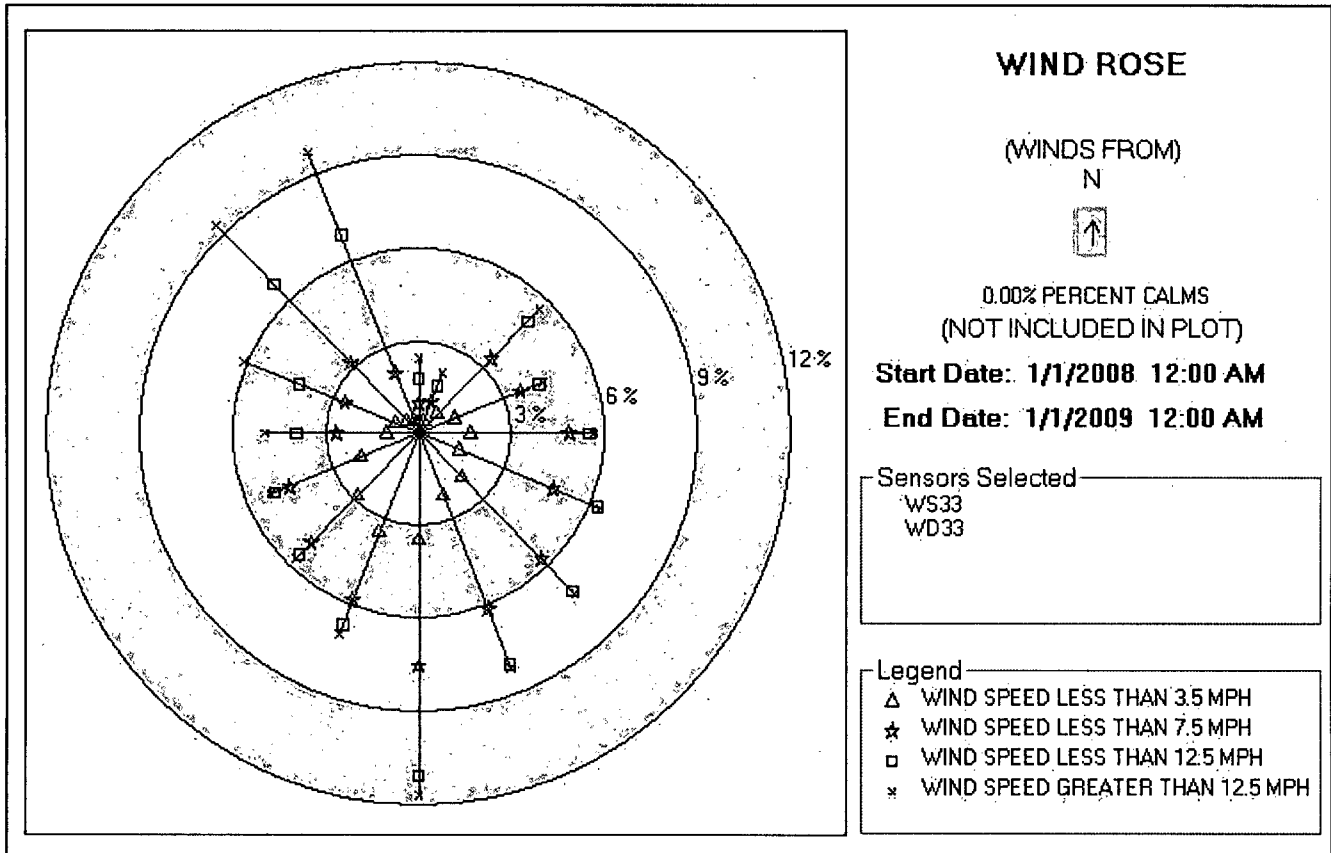 WIND ROSE
(WINDS FROM)
N
0.00% PERCENT CALMS
(NOT INCLUDED IN PLOT)
Start Date: 1/1/2008 12:00 AM
End Date: 1/1/2009 12:00 AM
Sensors Selected
WS33
WD33
Legend
WIND SPEED LESS THAN 3.5 MPH
WIND SPEED LESS THAN 7.5 MPH
WIND SPEED LESS THAN 12.5 MPH
WIND SPEED GREATER THAN 12.5 MPH
3%
6%
9%
12%